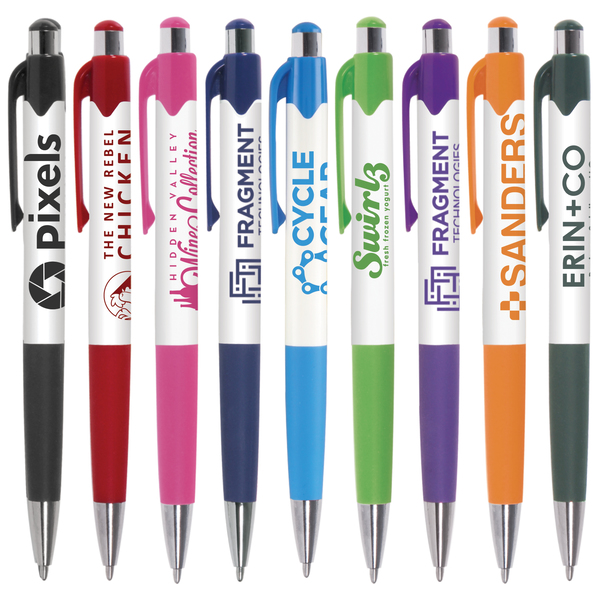 Pixels
THE NEW REBEL
CHICKEN
HIDDEN VALLEY
Wine Collection
FRAGMENT
TECHNOLOGIES
CYCLE
GEAR
Swirlz
fresh frozen yogurt
FRAGMENT
TECHNOLOGIES
SANDERS
ERIN+CO